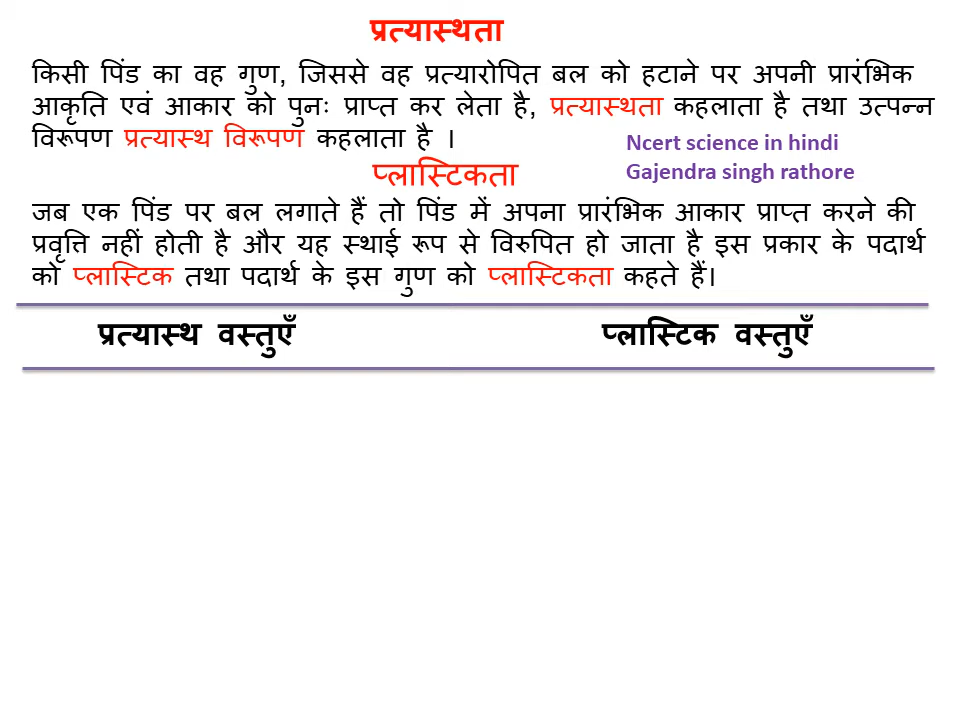 प्रत्यास्थता
किसी पिंड का वह गुण, जिससे वह प्रत्यारोपित बल को हटाने पर अपनी प्रारंभिक
आकृति एवं आकार को पुनः प्राप्त कर लेता है, प्रत्यास्थता कहलाता है तथा उत्पन्न
विरूपण प्रत्यास्थ विरूपण कहलाता है ।
Ncert science in hindi
Gajendra singh rathore
प्लास्टिकता
जब एक पिंड पर बल लगाते हैं तो पिंड में अपना प्रारंभिक आकार प्राप्त करने की
प्रवृत्ति नहीं होती है और यह स्थाई रूप से विरुपित हो जाता है इस प्रकार के पदार्थ
को प्लास्टिक तथा पदार्थ के इस गुण को प्लास्टिकता कहते हैं।
प्रत्यास्थ वस्तुएँ प्लास्टिक वस्तुएँ